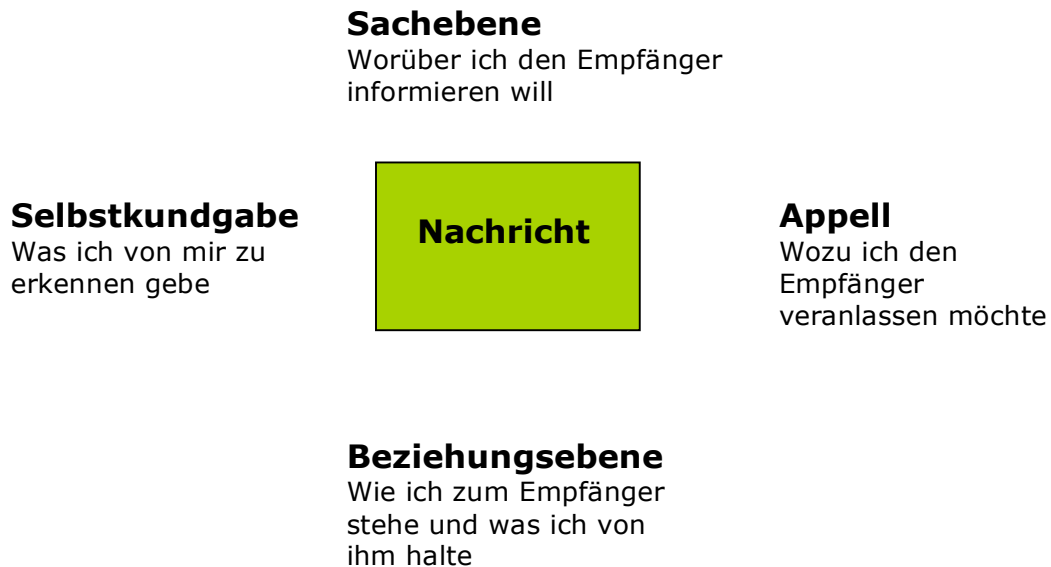 Sachebene
Worüber ich den Empfänger
informieren will
Selbstkundgabe
Was ich von mir zu
erkennen gebe
Nachricht
Appell
Wozu ich den
Empfänger
veranlassen möchte
Beziehungsebene
Wie ich zum Empfänger
stehe und was ich von
ihm halte